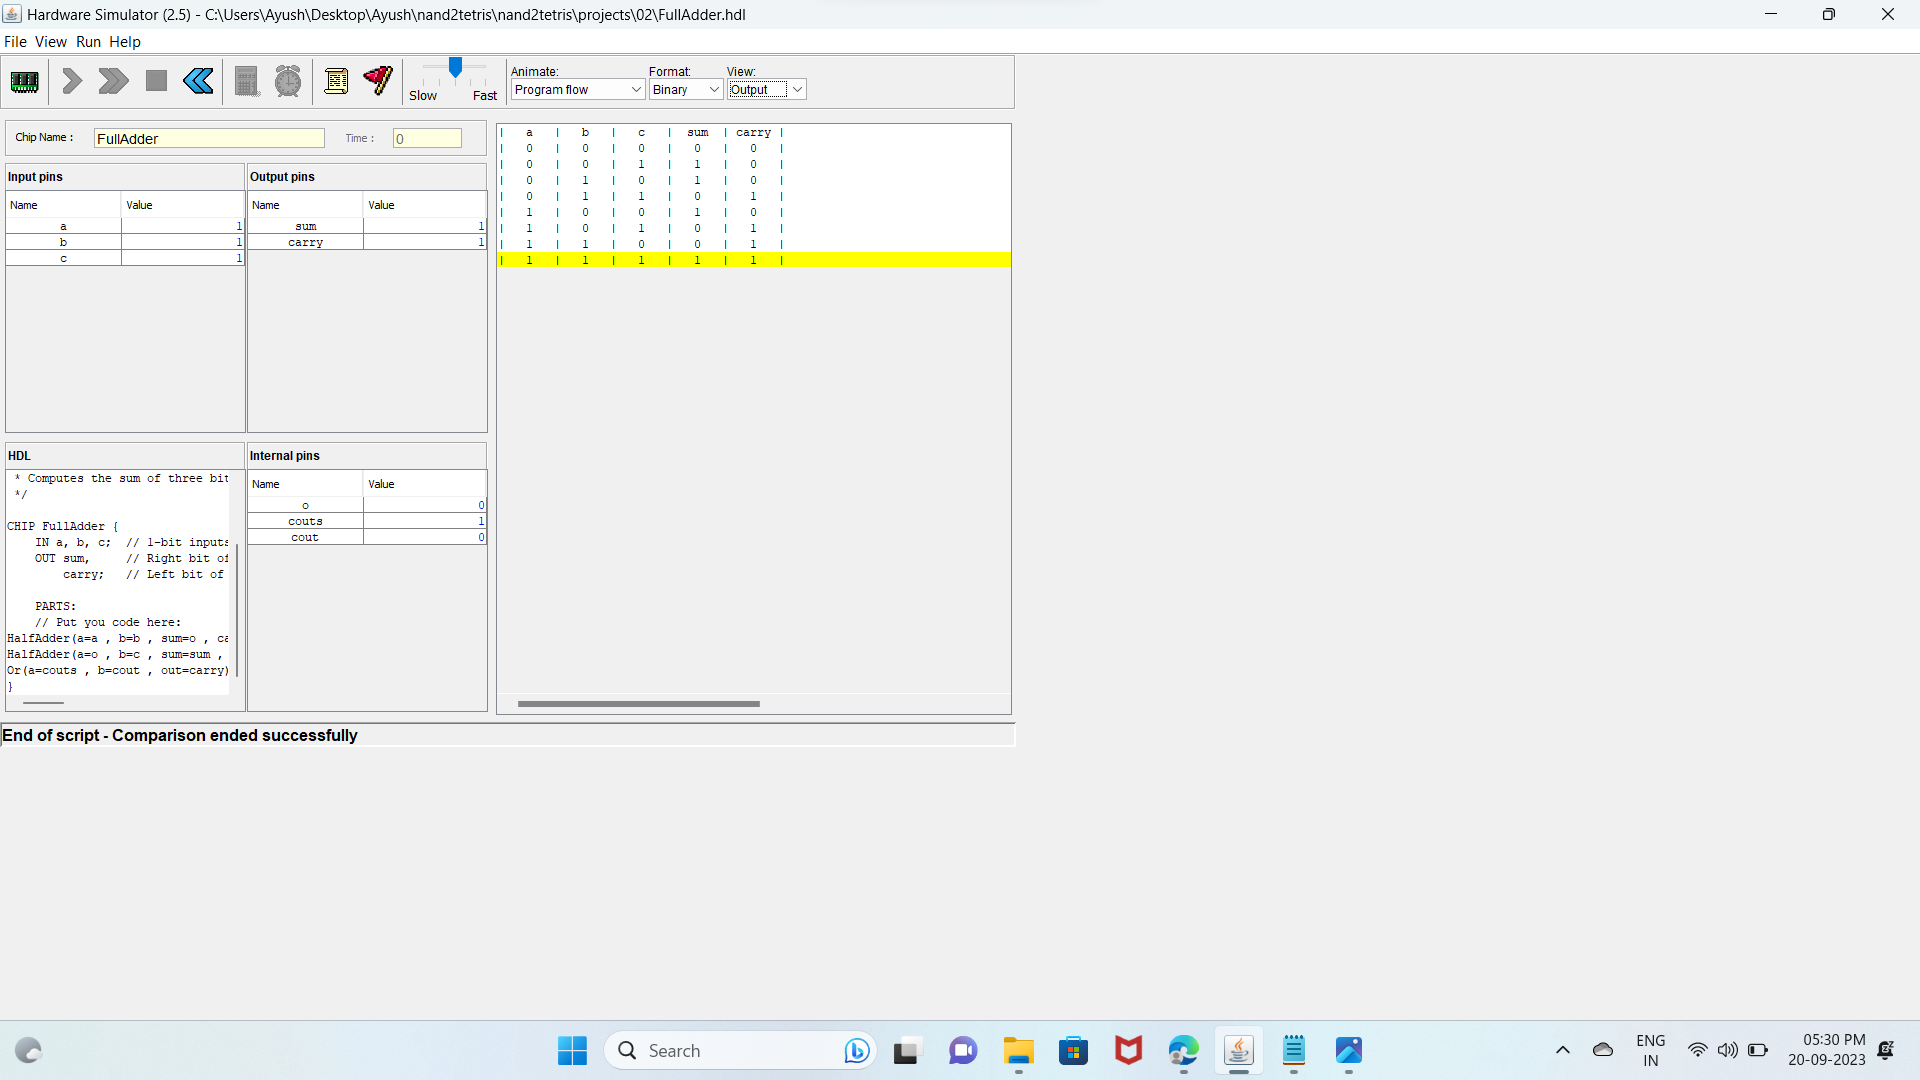 Hardware Simulator (2.5) - C:\Users\Ayush\Desktop\Ayush\nand2tetris\nand2tetris\projects\02\FullAdder.hdl
File View Run Help
Slow Fast
Animate: Format: View:
Program flow Binary Output
Chip Name : FullAdder Time : 0
Input pins
Name Value
a 1
b 1
c 1
Output pins
Name Value
sum 1
carry 1
| a | b | c | sum | carry |
| 0 | 0 | 0 | 0 | 0 |
| 0 | 0 | 1 | 1 | 0 |
| 0 | 1 | 0 | 1 | 0 |
| 0 | 1 | 1 | 0 | 1 |
| 1 | 0 | 0 | 1 | 0 |
| 1 | 0 | 1 | 0 | 1 |
| 1 | 1 | 0 | 0 | 1 |
| 1 | 1 | 1 | 1 | 1 |
HDL
* Computes the sum of three bit
*/
CHIP FullAdder {
IN a, b, c; // 1-bit inputs
OUT sum, // Right bit of
carry; // Left bit of
PARTS:
// Put you code here:
HalfAdder(a=a , b=b , sum=o , ca
HalfAdder(a=o , b=c , sum=sum ,
Or(a=couts , b=cout , out=carry)
}
Internal pins
Name Value
o 0
couts 1
cout 0
End of script - Comparison ended successfully
Search
ENG
IN
05:30 PM
20-09-2023